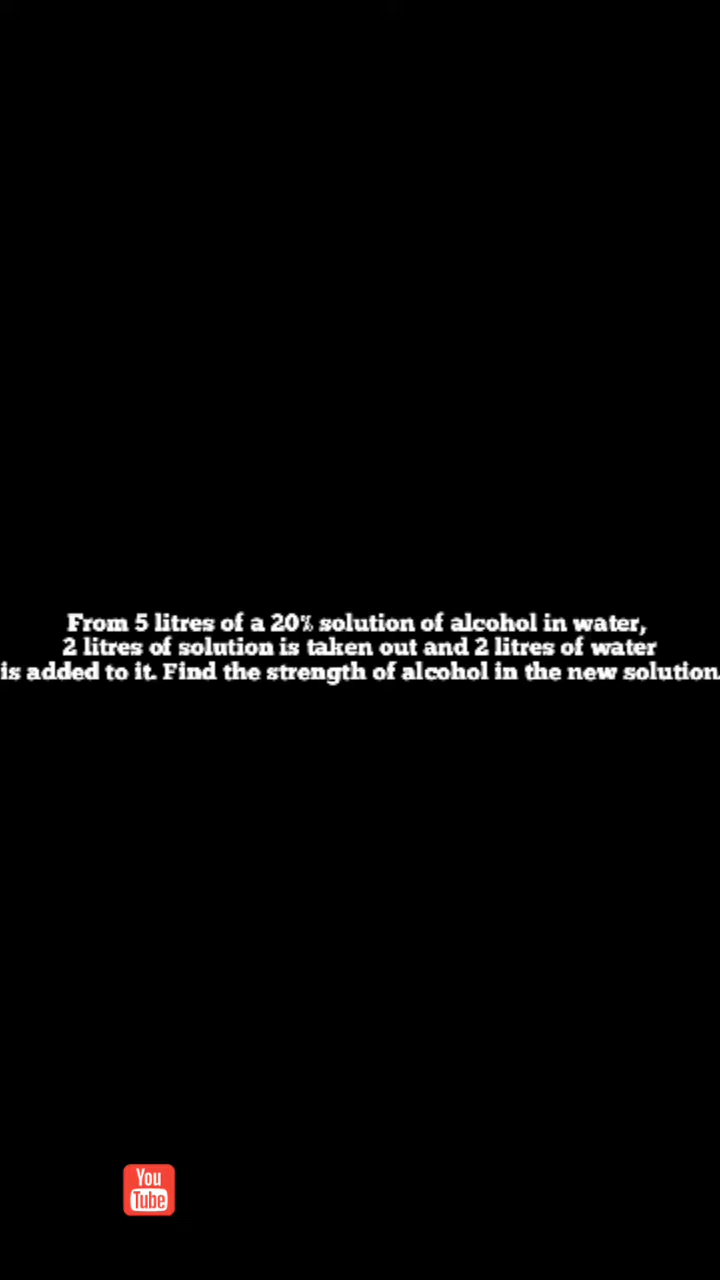 From 5 litres of a 20% solution of alcohol in water,
2 litres of solution is taken out and 2 litres of water
is added to it. Find the strength of alcohol in the new solution.
You
Tube